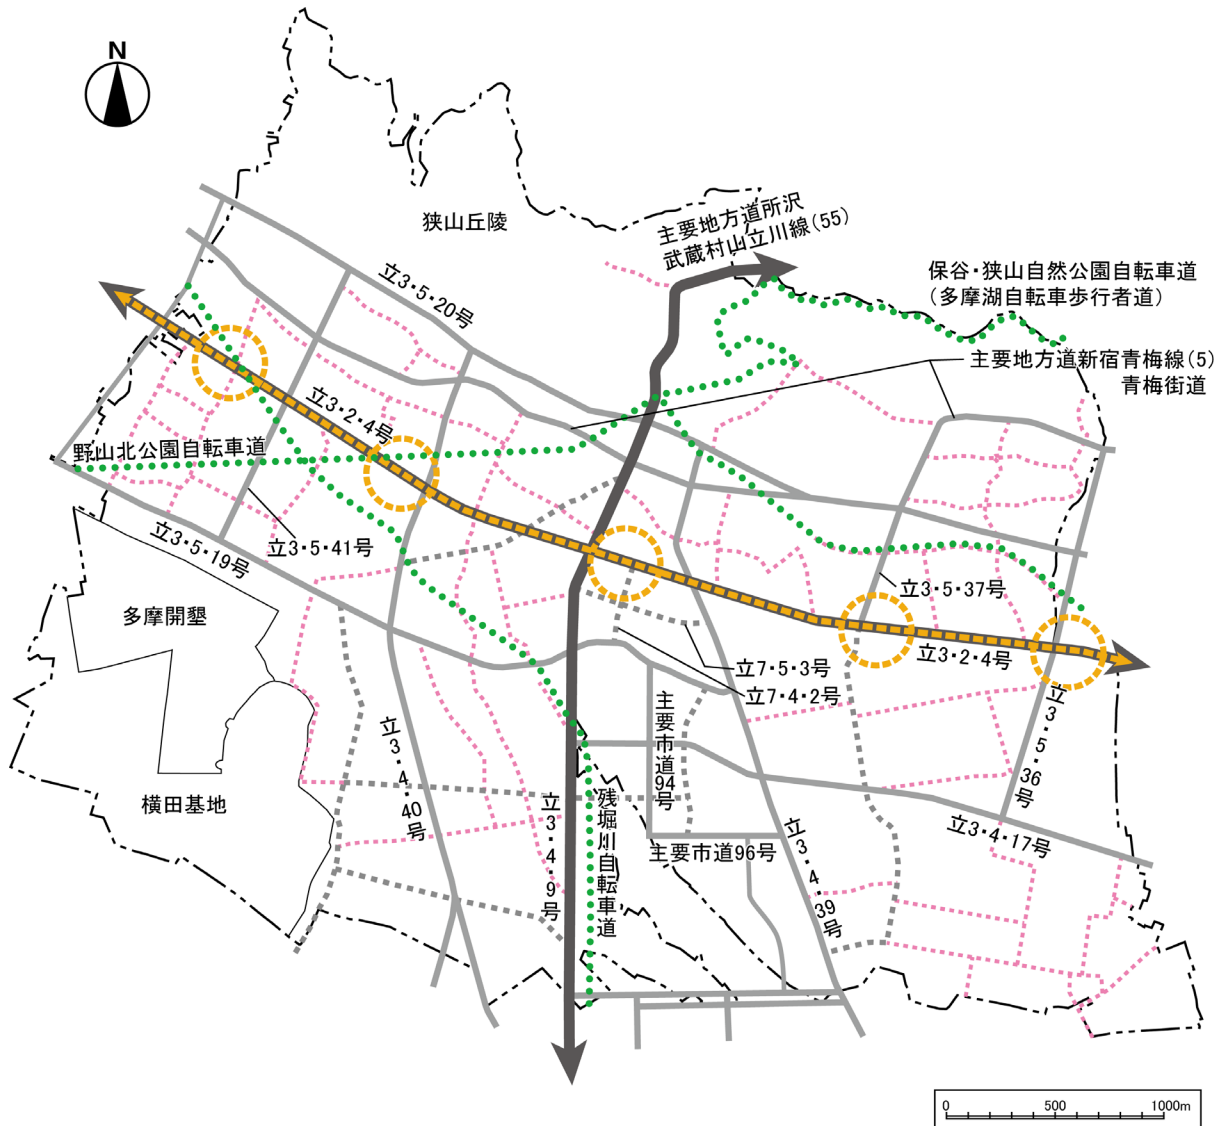 N
狭山丘陵
主要地方道所沢
武蔵村山立川線(55)
保谷・狭山自然公園自転車道
(多摩湖自転車歩行者道)
立3・5・20号
主要地方道新宿青梅線(5)
青梅街道
立3・2・4号
野山北公園自転車道
立3・5・19号
立3・5・41号
立3・5・37号
多摩開墾
立3・2・4号
立7・5・3号
立7・4・2号
立3・5・36号
主要市道94号
立3・4・40号
横田基地
立3・4・9号
残堀川自転車道
主要市道96号
立3・4・39号
立3・4・17号
0 500 1000m